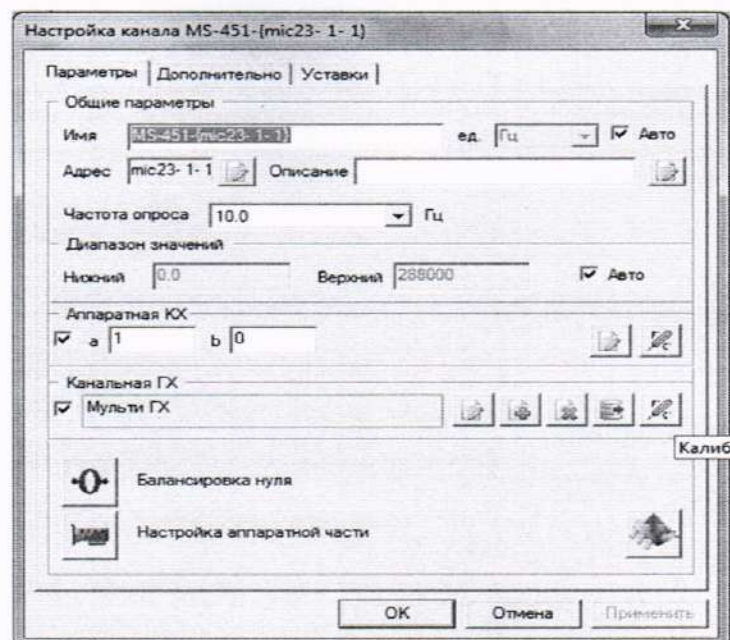 Настройка канала MS-451-{mic23- 1- 1}
Параметры Дополнительно Уставки
Общие параметры
Имя MS-451-{mic23- 1- 1} ед. Гц Авто
Адрес mic23- 1- 1 Описание
Частота опроса 10.0 Гц
Диапазон значений
Нижний 0.0 Верхний 288000 Авто
Аппаратная КХ
a 1 b 0
Канальная ГХ
Мульти ГХ
Калиб
Балансировка нуля
Настройка аппаратной части
OK Отмена Применить